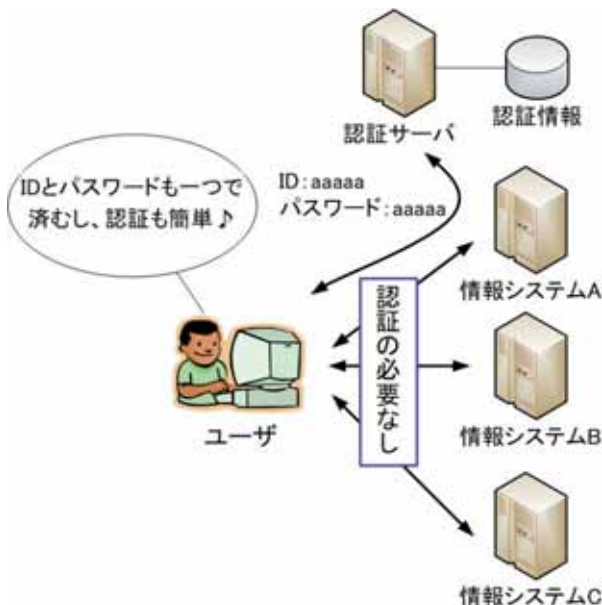 認証サーバ
認証情報
IDとパスワードも一つで
済むし、認証も簡単♪
ID:aaaaa
パスワード:aaaaa
情報システムA
認証の必要なし
情報システムB
ユーザ
情報システムC